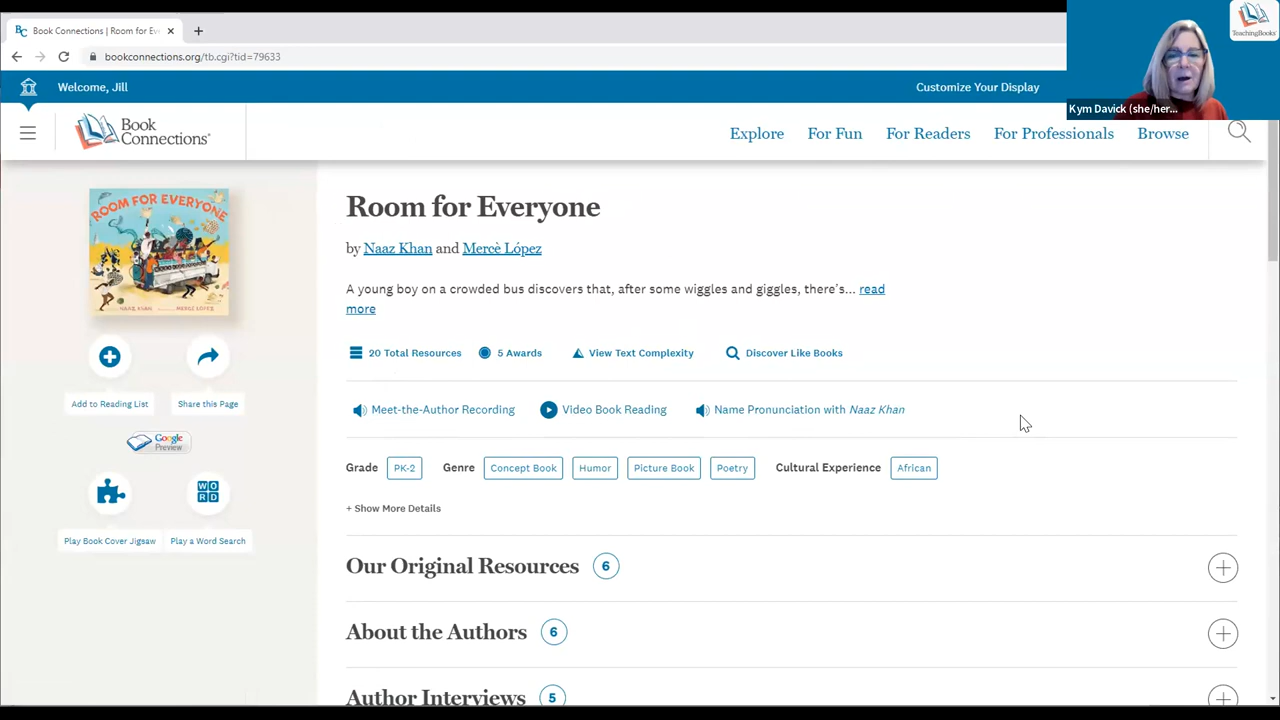 Book Connections | Room for Ev
bookconnections.org/tb.cgi?tid=79633
TeachingBooks
Welcome, Jill
Customize Your Display
Kym Davick (she/her...
Book
Connections
Explore For Fun For Readers For Professionals Browse
ROOM FOR EVERYONE
NAAZ KHAN MERCÈ LÓPEZ
Room for Everyone
by Naaz Khan and Mercè López
A young boy on a crowded bus discovers that, after some wiggles and giggles, there's... read
more
20 Total Resources 5 Awards View Text Complexity Discover Like Books
Add to Reading List Share this Page
Meet-the-Author Recording Video Book Reading Name Pronunciation with Naaz Khan
Google
Preview
Grade PK-2 Genre Concept Book Humor Picture Book Poetry Cultural Experience African
WO
RD
+ Show More Details
Play Book Cover Jigsaw Play a Word Search
Our Original Resources 6
About the Authors 6
Author Interviews 5